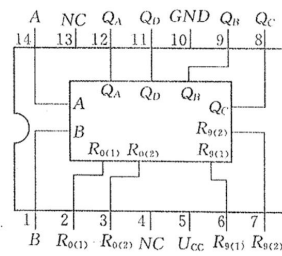 A NC Q_A Q_D GND Q_B Q_C
14 13 12 11 10 9 8
Q_A Q_D Q_B
A Q_C
B R_9(2)
R_0(1) R_0(2) R_9(1)
1 2 3 4 5 6 7
B R_0(1) R_0(2) NC U_CC R_9(1) R_9(2)